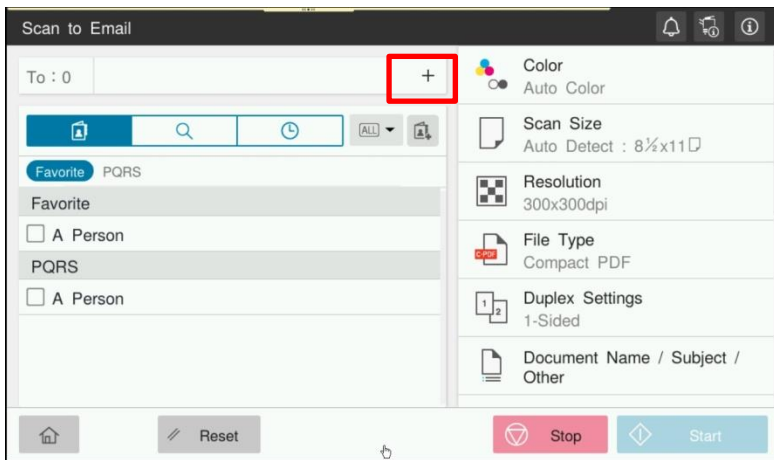 Scan to Email
To : 0
+
ALL
Favorite PQRS
Favorite
A Person
PQRS
A Person
Color
Auto Color
Scan Size
Auto Detect : 8½x11
Resolution
300x300dpi
File Type
C-PDF
Compact PDF
Duplex Settings
1 2
1-Sided
Document Name / Subject /
Other
Reset
Stop
Start